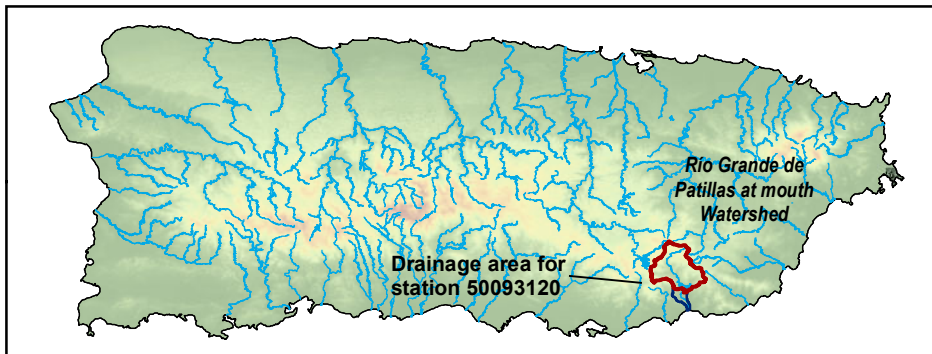 Río Grande de
Patillas at mouth
Watershed
Drainage area for
station 50093120